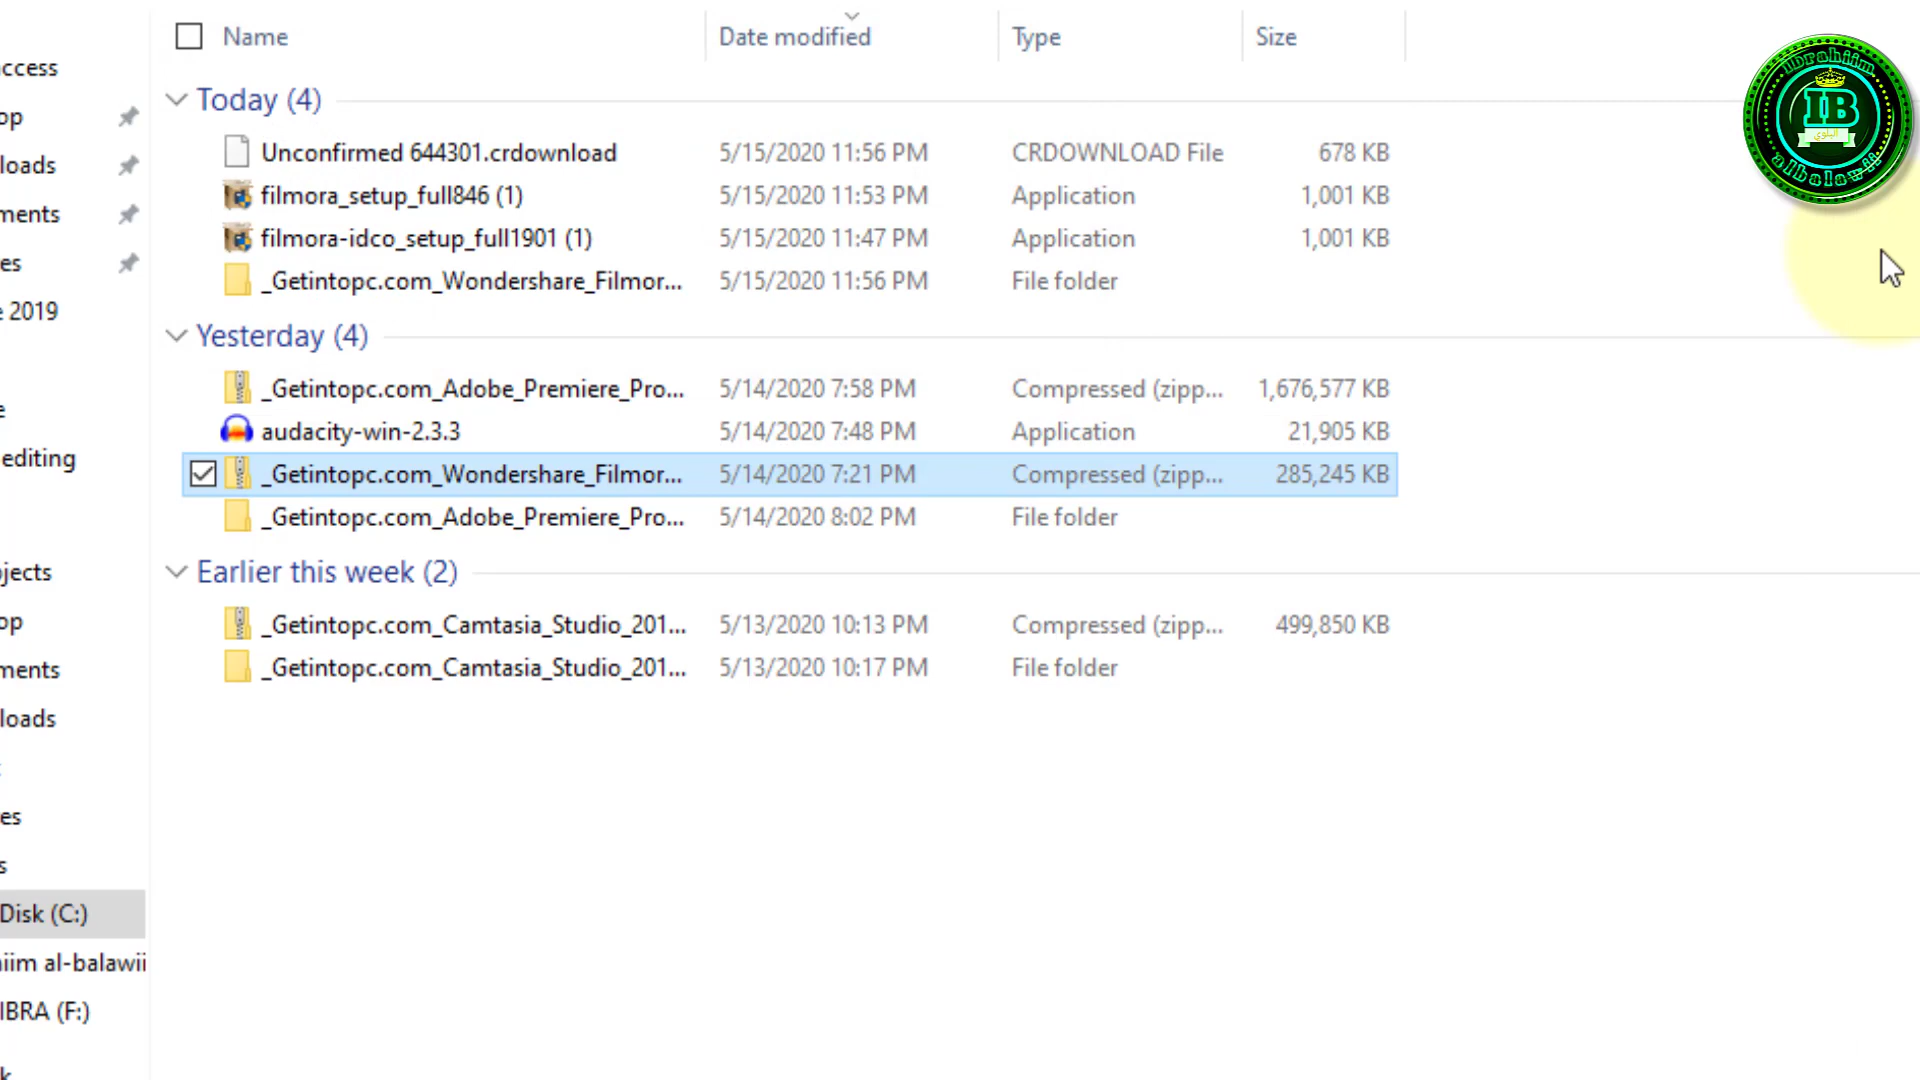 Name Date modified Type Size
ccess
op
loads
ments
es
e 2019
e
editing
jects
op
ments
loads
es
s
Disk (C:)
iim al-balawii
IBRA (F:)
k
Today (4)
Unconfirmed 644301.crdownload 5/15/2020 11:56 PM CRDOWNLOAD File 678 KB
filmora_setup_full846 (1) 5/15/2020 11:53 PM Application 1,001 KB
filmora-idco_setup_full1901 (1) 5/15/2020 11:47 PM Application 1,001 KB
_Getintopc.com_Wondershare_Filmor... 5/15/2020 11:56 PM File folder
Yesterday (4)
_Getintopc.com_Adobe_Premiere_Pro... 5/14/2020 7:58 PM Compressed (zipp... 1,676,577 KB
audacity-win-2.3.3 5/14/2020 7:48 PM Application 21,905 KB
_Getintopc.com_Wondershare_Filmor... 5/14/2020 7:21 PM Compressed (zipp... 285,245 KB
_Getintopc.com_Adobe_Premiere_Pro... 5/14/2020 8:02 PM File folder
Earlier this week (2)
_Getintopc.com_Camtasia_Studio_201... 5/13/2020 10:13 PM Compressed (zipp... 499,850 KB
_Getintopc.com_Camtasia_Studio_201... 5/13/2020 10:17 PM File folder
Ibrahiim
IB
البلوي
albalawii